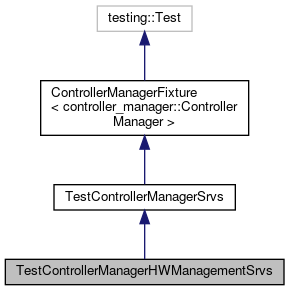 testing::Test
ControllerManagerFixture
< controller_manager::Controller
Manager >
TestControllerManagerSrvs
TestControllerManagerHWManagementSrvs